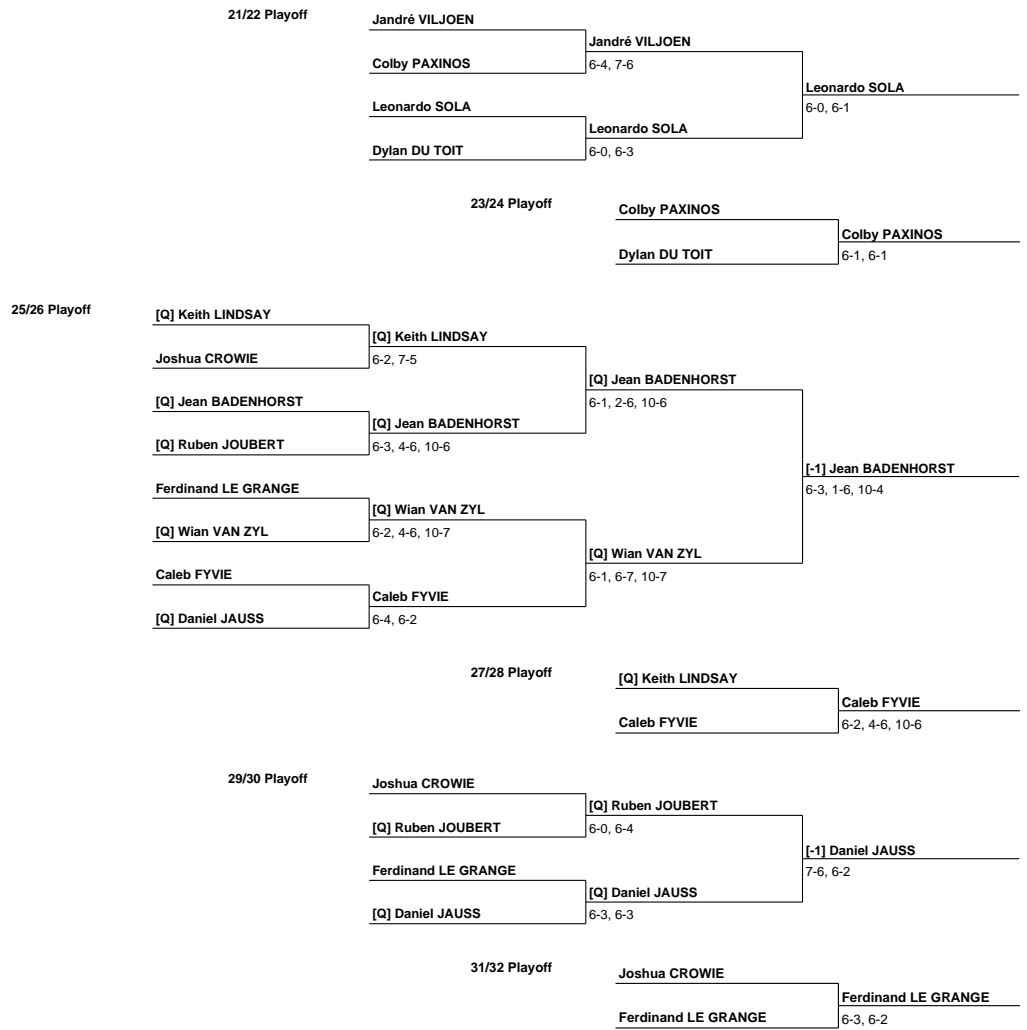 21/22 Playoff
Jandré VILJOEN
Jandré VILJOEN
Colby PAXINOS
6-4, 7-6
Leonardo SOLA
Leonardo SOLA
6-0, 6-1
Leonardo SOLA
Dylan DU TOIT
6-0, 6-3
23/24 Playoff
Colby PAXINOS
Colby PAXINOS
Dylan DU TOIT
6-1, 6-1
25/26 Playoff
[Q] Keith LINDSAY
[Q] Keith LINDSAY
Joshua CROWIE
6-2, 7-5
[Q] Jean BADENHORST
6-1, 2-6, 10-6
[Q] Jean BADENHORST
[Q] Jean BADENHORST
[Q] Ruben JOUBERT
6-3, 4-6, 10-6
[-1] Jean BADENHORST
6-3, 1-6, 10-4
Ferdinand LE GRANGE
[Q] Wian VAN ZYL
[Q] Wian VAN ZYL
6-2, 4-6, 10-7
[Q] Wian VAN ZYL
6-1, 6-7, 10-7
Caleb FYVIE
Caleb FYVIE
[Q] Daniel JAUSS
6-4, 6-2
27/28 Playoff
[Q] Keith LINDSAY
Caleb FYVIE
Caleb FYVIE
6-2, 4-6, 10-6
29/30 Playoff
Joshua CROWIE
[Q] Ruben JOUBERT
[Q] Ruben JOUBERT
6-0, 6-4
[-1] Daniel JAUSS
7-6, 6-2
Ferdinand LE GRANGE
[Q] Daniel JAUSS
[Q] Daniel JAUSS
6-3, 6-3
31/32 Playoff
Joshua CROWIE
Ferdinand LE GRANGE
Ferdinand LE GRANGE
6-3, 6-2